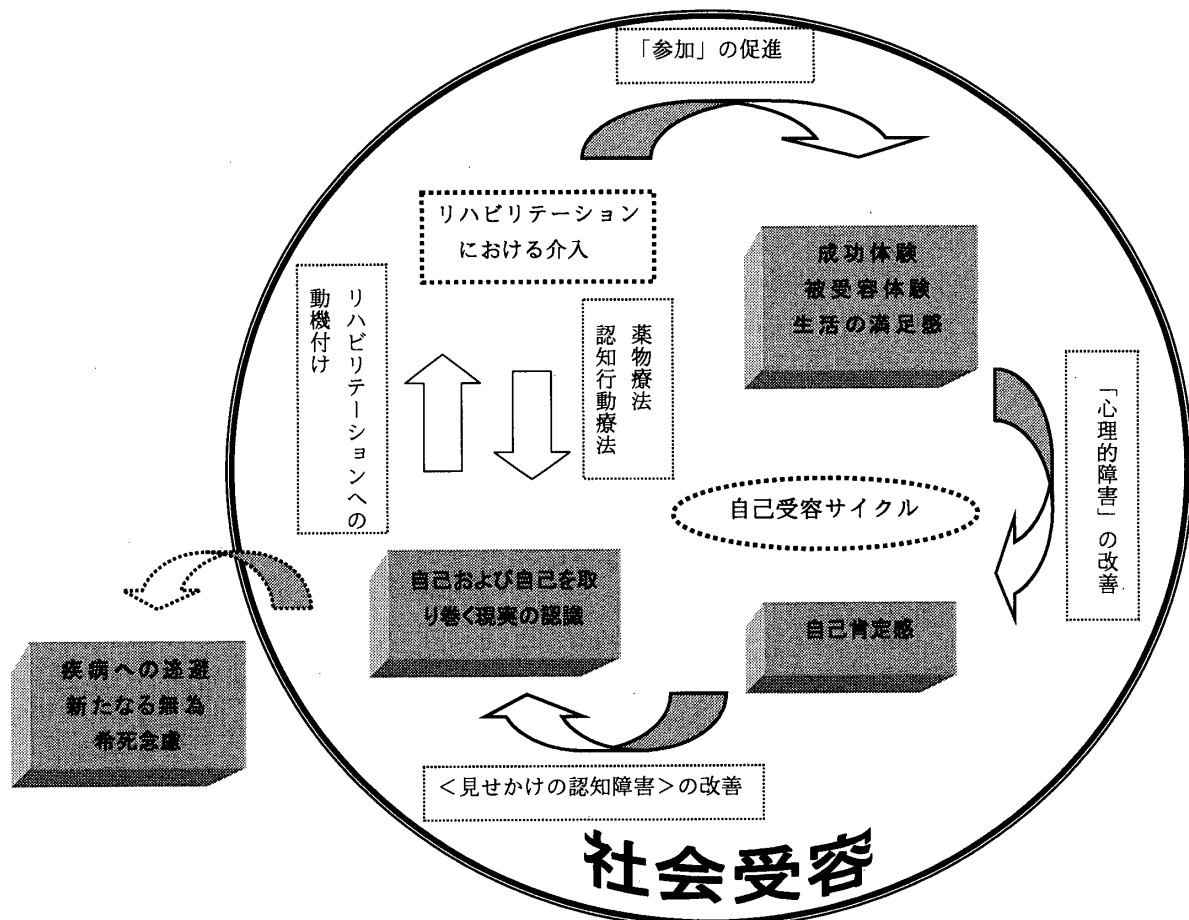 「参加」の促進
リハビリテーション
における介入
成功体験
被受容体験
生活の満足感
リハビリテーションへの
動機付け
薬物療法
認知行動療法
「心理的障害」の改善
自己受容サイクル
自己および自己を取
り巻く現実の認識
自己肯定感
疾病への逃避
新たなる無為
希死念慮
＜見せかけの認知障害＞の改善
社会受容